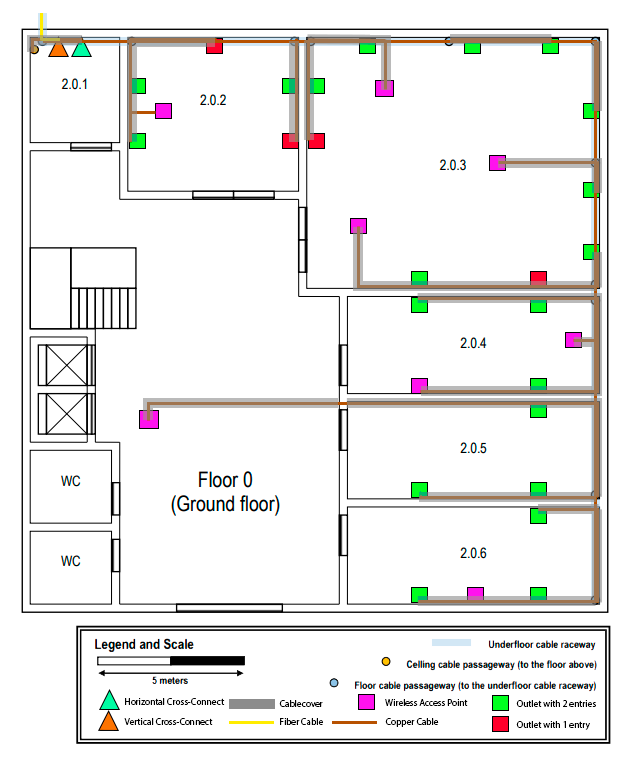 2.0.1
2.0.2
2.0.3
2.0.4
2.0.5
2.0.6
WC
WC
Floor 0
(Ground floor)
Legend and Scale
5 meters
Underfloor cable raceway
Celling cable passageway (to the floor above)
Floor cable passageway (to the underfloor cable raceway)
Horizontal Cross-Connect
Cablecover
Wireless Access Point
Outlet with 2 entries
Vertical Cross-Connect
Fiber Cable
Copper Cable
Outlet with 1 entry